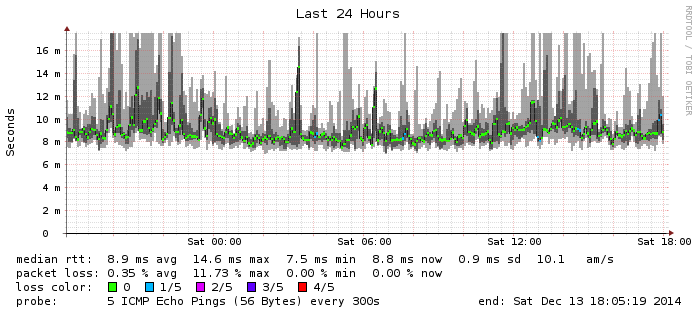 Last 24 Hours
RRDTOOL / TOBI OETIKER
Seconds
16 m
14 m
12 m
10 m
8 m
6 m
4 m
2 m
0
Sat 00:00 Sat 06:00 Sat 12:00 Sat 18:00
median rtt: 8.9 ms avg 14.6 ms max 7.5 ms min 8.8 ms now 0.9 ms sd 10.1 am/s
packet loss: 0.35 % avg 11.73 % max 0.00 % min 0.00 % now
loss color: 0 1/5 2/5 3/5 4/5
probe: 5 ICMP Echo Pings (56 Bytes) every 300s end: Sat Dec 13 18:05:19 2014